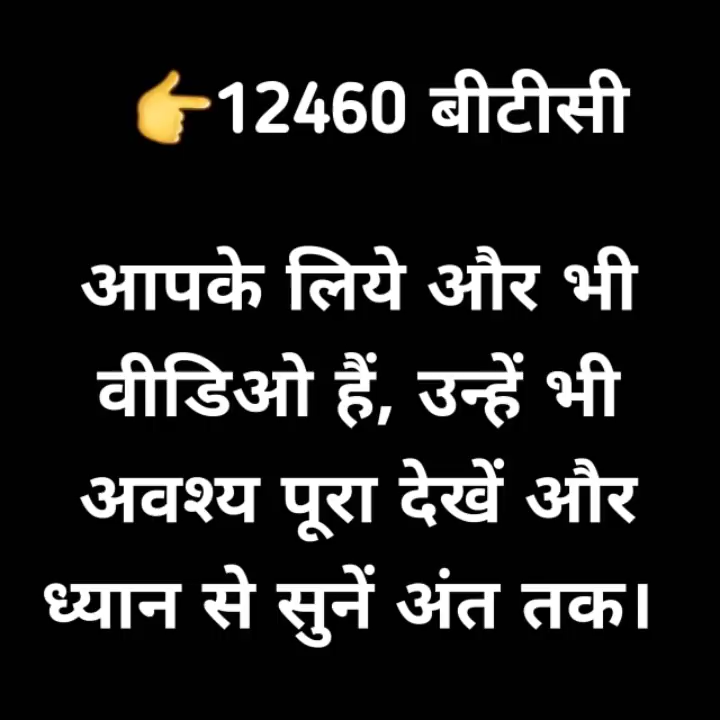 👉12460 बीटीसी
आपके लिये और भी
वीडिओ हैं, उन्हें भी
अवश्य पूरा देखें और
ध्यान से सुनें अंत तक।